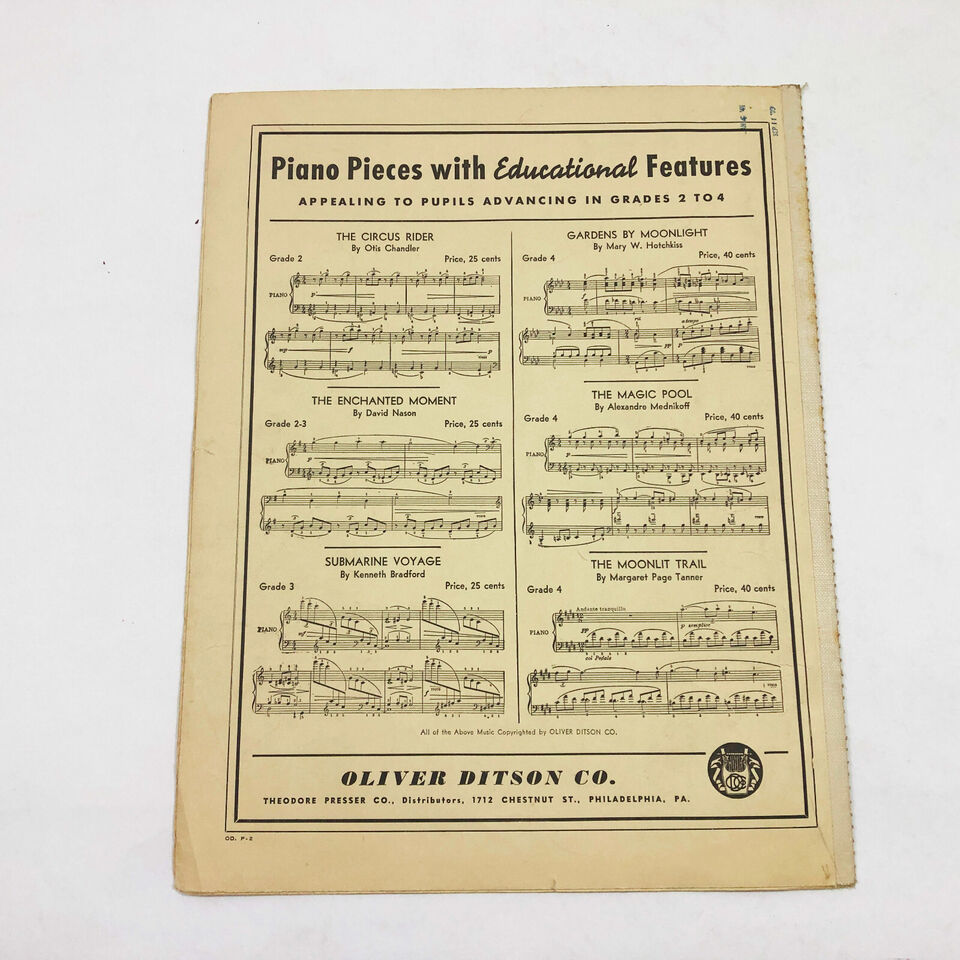 Piano Pieces with Educational Features
APPEALING TO PUPILS ADVANCING IN GRADES 2 TO 4
THE CIRCUS RIDER
By Otis Chandler
Grade 2 Price, 25 cents
PIANO
p
mp f p
THE ENCHANTED MOMENT
By David Nason
Grade 2-3 Price, 25 cents
PIANO
p
SUBMARINE VOYAGE
By Kenneth Bradford
Grade 3 Price, 25 cents
PIANO
mf
f
GARDENS BY MOONLIGHT
By Mary W. Hotchkiss
Grade 4 Price, 40 cents
PIANO
f
rit. a tempo
pp p
THE MAGIC POOL
By Alexandre Mednikoff
Grade 4 Price, 40 cents
PIANO
p
THE MOONLIT TRAIL
By Margaret Page Tanner
Grade 4 Price, 40 cents
Andante tranquillo
PIANO
pp p semplice
col Pedale
All of the Above Music Copyrighted by OLIVER DITSON CO.
OLIVER DITSON CO.
THEODORE PRESSER CO., Distributors, 1712 CHESTNUT ST., PHILADELPHIA, PA.
OD. P-2